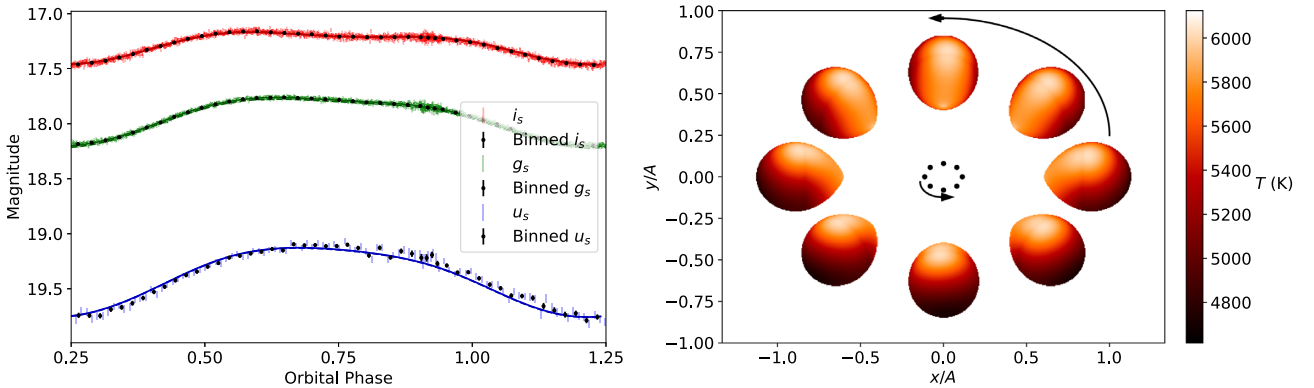 17.0
17.5
18.0
18.5
19.0
19.5
Magnitude
0.25
0.50
0.75
1.00
1.25
Orbital Phase
i_s
Binned i_s
g_s
Binned g_s
u_s
Binned u_s
1.00
0.75
0.50
0.25
0.00
−0.25
−0.50
−0.75
−1.00
y/A
−1.0
−0.5
0.0
0.5
1.0
x/A
6000
5800
5600
5400
5200
5000
4800
T (K)